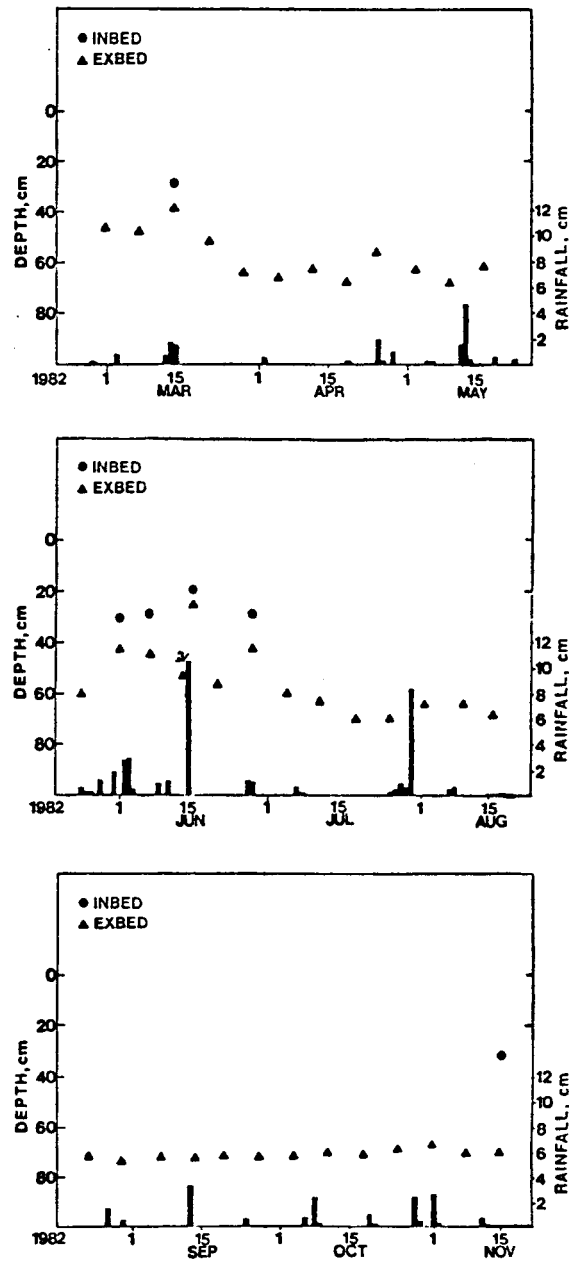 ● INBED
▲ EXBED
0
20
40
60
80
DEPTH, cm
12
10
8
6
4
2
RAINFALL, cm
1982 1 15 1 15 1 15
MAR APR MAY
● INBED
▲ EXBED
0
20
40
60
80
DEPTH, cm
12
10
8
6
4
2
RAINFALL, cm
1982 1 15 1 15 1 15
JUN JUL AUG
● INBED
▲ EXBED
0
20
40
60
80
DEPTH, cm
12
10
8
6
4
2
RAINFALL, cm
1982 1 15 1 15 1 15
SEP OCT NOV